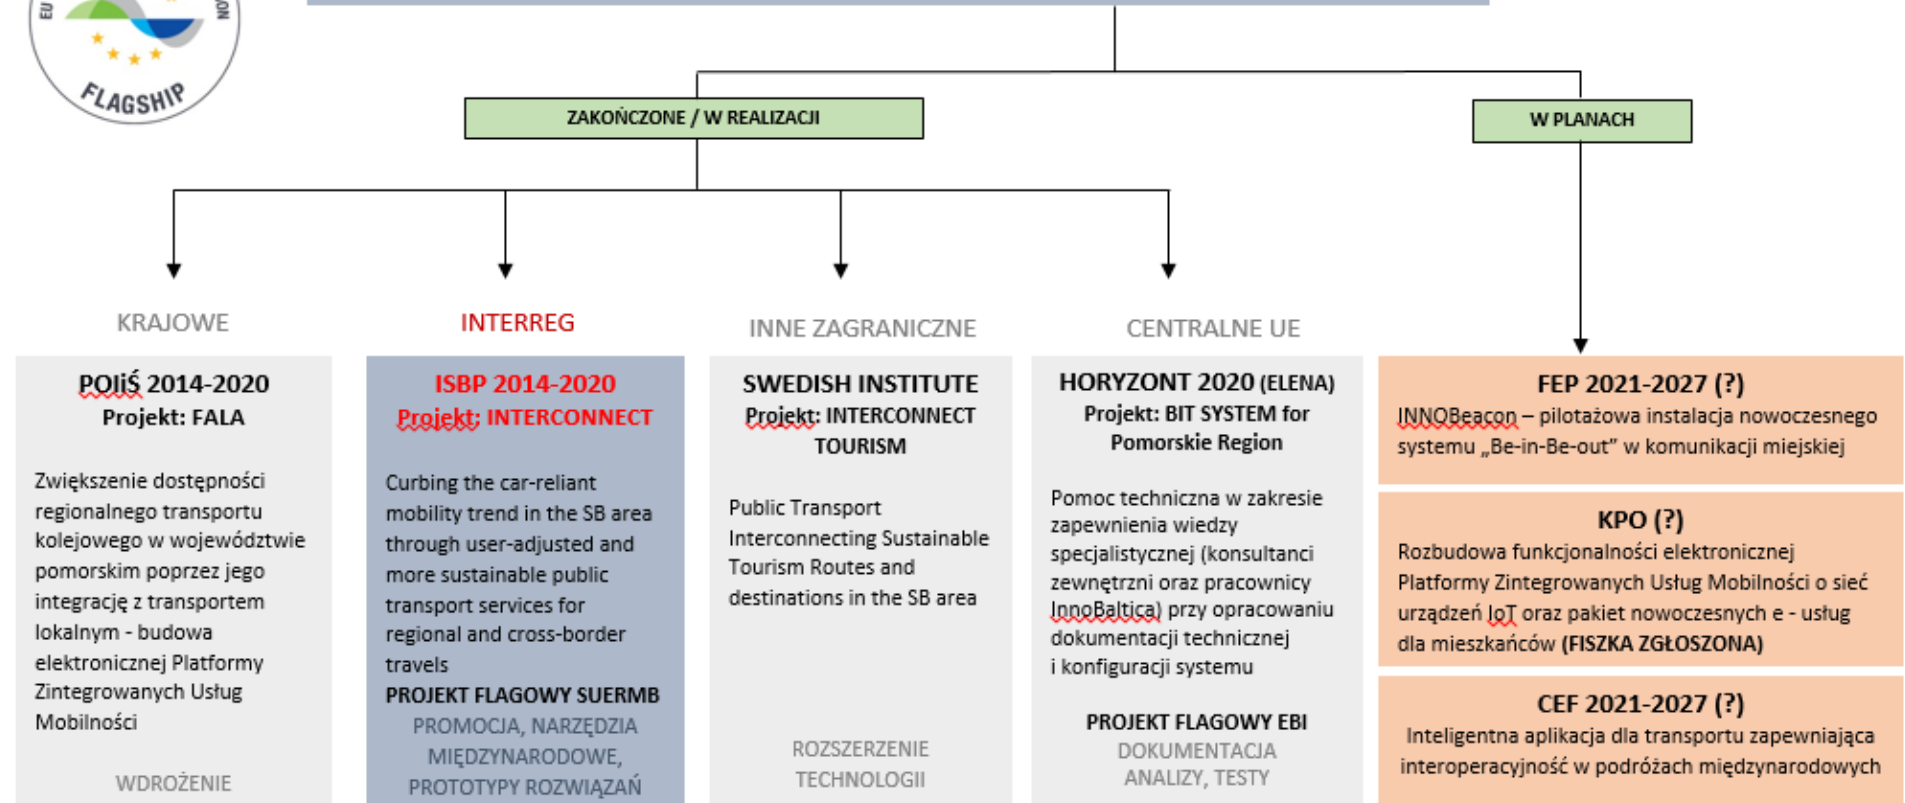 EU
ON
FLAGSHIP
ZAKOŃCZONE / W REALIZACJI
W PLANACH
KRAJOWE
POIiŚ 2014-2020
Projekt: FALA
Zwiększenie dostępności
regionalnego transportu
kolejowego w województwie
pomorskim poprzez jego
integrację z transportem
lokalnym - budowa
elektronicznej Platformy
Zintegrowanych Usług
Mobilności
WDROŻENIE
INTERREG
ISBP 2014-2020
Projekt: INTERCONNECT
Curbing the car-reliant
mobility trend in the SB area
through user-adjusted and
more sustainable public
transport services for
regional and cross-border
travels
PROJEKT FLAGOWY SUERMB
PROMOCJA, NARZĘDZIA
MIĘDZYNARODOWE,
PROTOTYPY ROZWIĄZAŃ
INNE ZAGRANICZNE
SWEDISH INSTITUTE
Projekt: INTERCONNECT
TOURISM
Public Transport
Interconnecting Sustainable
Tourism Routes and
destinations in the SB area
ROZSZERZENIE
TECHNOLOGII
CENTRALNE UE
HORYZONT 2020 (ELENA)
Projekt: BIT SYSTEM for
Pomorskie Region
Pomoc techniczna w zakresie
zapewnienia wiedzy
specjalistycznej (konsultanci
zewnętrzni oraz pracownicy
InnoBaltica) przy opracowaniu
dokumentacji technicznej
i konfiguracji systemu
PROJEKT FLAGOWY EBI
DOKUMENTACJA
ANALIZY, TESTY
FEP 2021-2027 (?)
INNOBeacon – pilotażowa instalacja nowoczesnego
systemu „Be-in-Be-out” w komunikacji miejskiej
KPO (?)
Rozbudowa funkcjonalności elektronicznej
Platformy Zintegrowanych Usług Mobilności o sieć
urządzeń IoT oraz pakiet nowoczesnych e - usług
dla mieszkańców (FISZKA ZGŁOSZONA)
CEF 2021-2027 (?)
Inteligentna aplikacja dla transportu zapewniająca
interoperacyjność w podróżach międzynarodowych